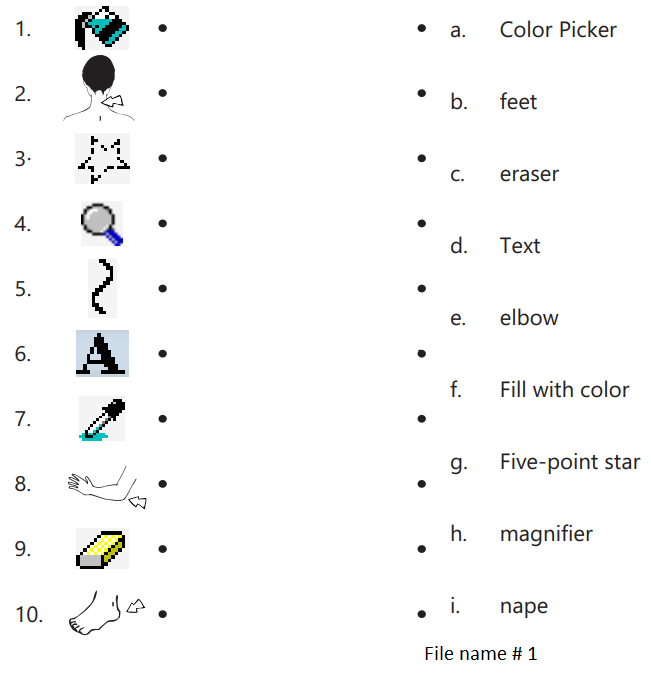 1. a. Color Picker
2. b. feet
3. c. eraser
4. d. Text
5. e. elbow
6. A f. Fill with color
7. g. Five-point star
8. h. magnifier
9. i. nape
10.
File name # 1